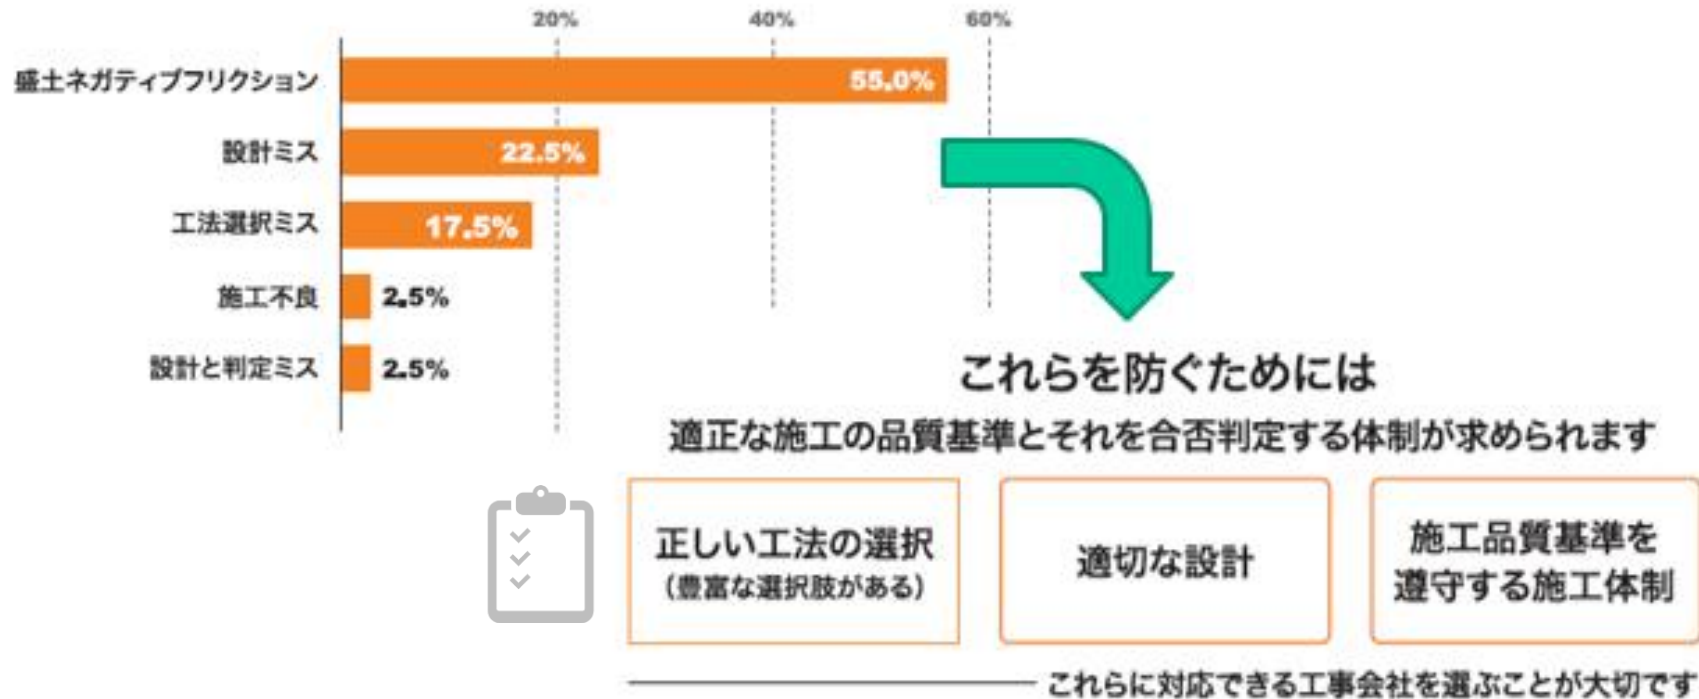 20% 40% 60%
盛土ネガティブフリクション 55.0%
設計ミス 22.5%
工法選択ミス 17.5%
施工不良 2.5%
設計と判定ミス 2.5%
これらを防ぐためには
適正な施工の品質基準とそれを合否判定する体制が求められます
正しい工法の選択
（豊富な選択肢がある）
適切な設計
施工品質基準を
遵守する施工体制
これらに対応できる工事会社を選ぶことが大切です